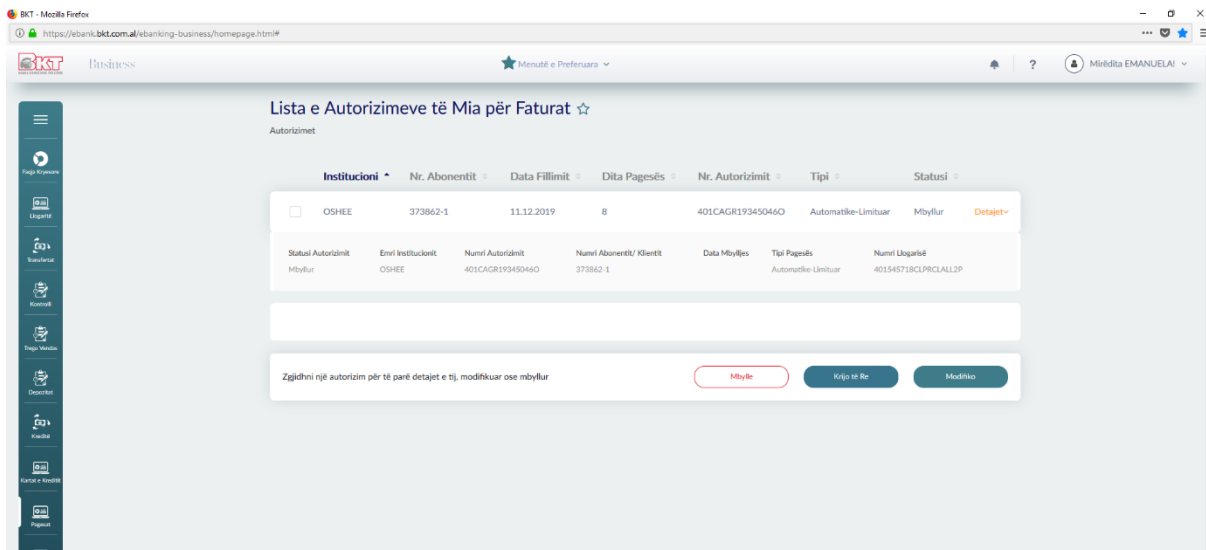 BKT - Mozilla Firefox
https://ebank.bkt.com.al/ebanking-business/homepage.html#
BKT Business Menutë e Preferuara ? Mirëdita EMANUELA!
Lista e Autorizimeve të Mia për Faturat
Autorizimet
Faqja Kryesore
Llogaritë
Transfertat
Kontrolli
Trego Vendas
Depozitat
Kreditë
Kartat e Kreditit
Pagesat
Institucioni Nr. Abonentit Data Fillimit Dita Pagesës Nr. Autorizimit Tipi Statusi
OSHEE 373862-1 11.12.2019 8 401CAGR19345046O Automatike-Limituar Mbyllur Detajet
Statusi Autorizimit Emri Institucionit Numri Autorizimit Numri Abonentit/ Klientit Data Mbylljes Tipi Pagesës Numri Llogarisë
Mbyllur OSHEE 401CAGR19345046O 373862-1 Automatike-Limituar 401545718CLPRCLALL2P
Zgjidhni një autorizim për të parë detajet e tij, modifikuar ose mbyllur Mbylle Krijo të Re Modifiko